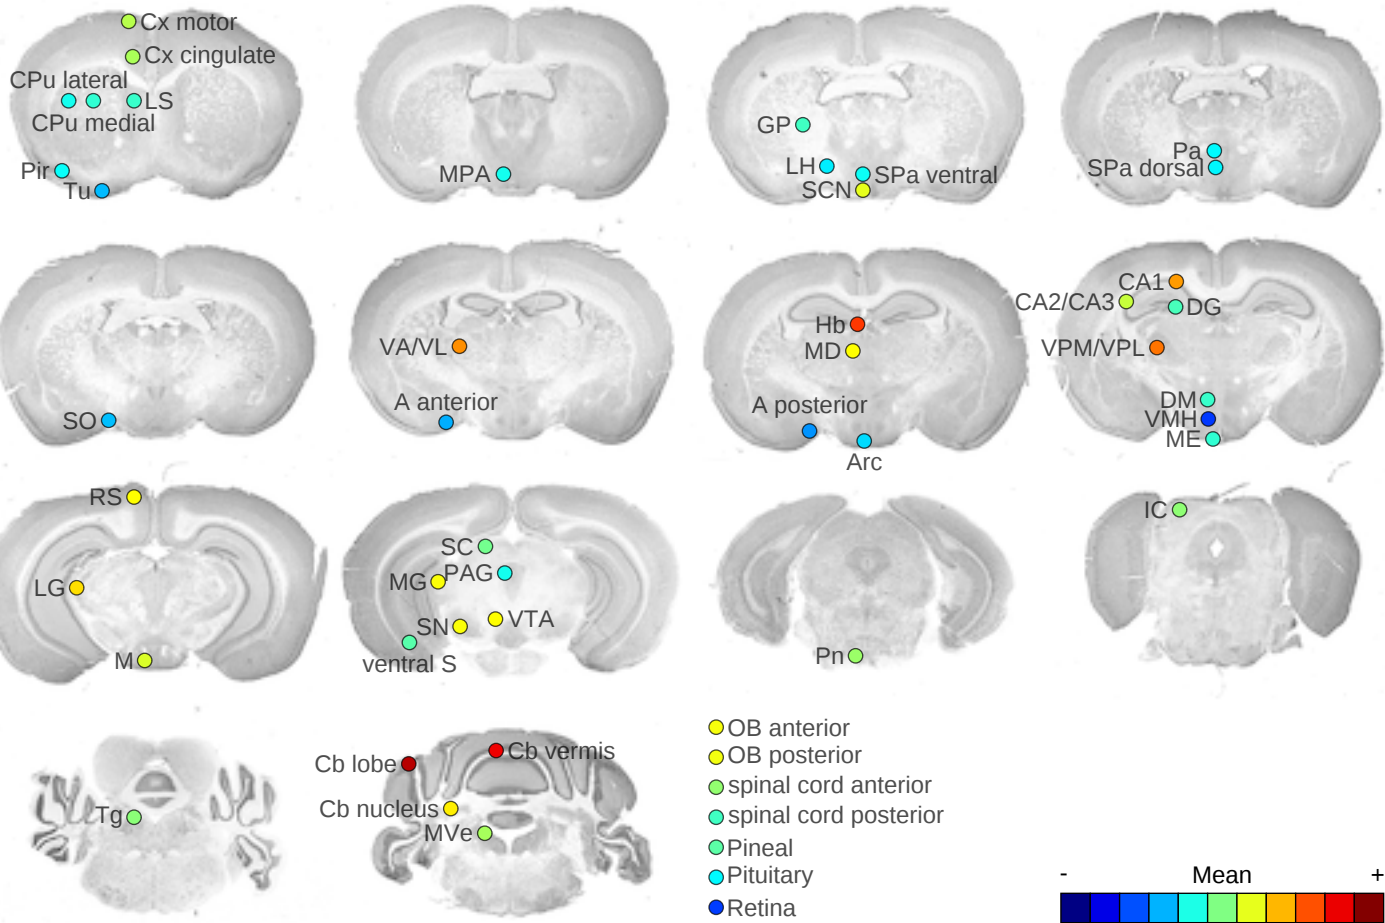 Cx motor
Cx cingulate
CPu lateral
LS
CPu medial
Pir
Tu
MPA
GP
LH
SPa ventral
SCN
Pa
SPa dorsal
SO
VA/VL
A anterior
Hb
MD
A posterior
Arc
CA1
CA2/CA3
DG
VPM/VPL
DM
VMH
ME
RS
LG
M
SC
PAG
MG
VTA
SN
ventral S
Pn
IC
Tg
Cb lobe
Cb vermis
Cb nucleus
MVe
OB anterior
OB posterior
spinal cord anterior
spinal cord posterior
Pineal
Pituitary
Retina
- Mean +